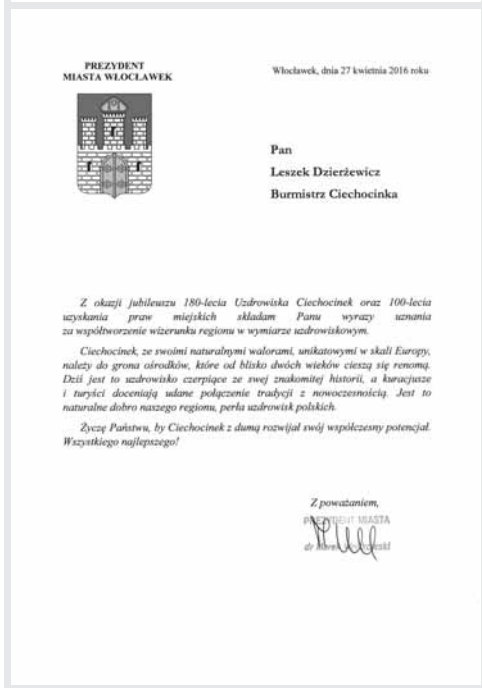 PREZYDENT
MIASTA WŁOCŁAWEK
Włocławek, dnia 27 kwietnia 2016 roku
Pan
Leszek Dzierżewicz
Burmistrz Ciechocinka
Z okazji jubileuszu 180-lecia Uzdrowiska Ciechocinek oraz 100-lecia
uzyskania praw miejskich składam Panu wyrazy uznania
za współtworzenie wizerunku regionu w wymiarze uzdrowiskowym.
Ciechocinek, ze swoimi naturalnymi walorami, unikatowymi w skali Europy,
należy do grona ośrodków, które od blisko dwóch wieków cieszą się renomą.
Dziś jest to uzdrowisko czerpiące ze swej znakomitej historii, a kuracjusze
i turyści doceniają udane połączenie tradycji z nowoczesnością. Jest to
naturalne dobro naszego regionu, perła uzdrowisk polskich.
Życzę Państwu, by Ciechocinek z dumą rozwijał swój współczesny potencjał.
Wszystkiego najlepszego!
Z poważaniem,
PREZYDENT MIASTA
dr Marek